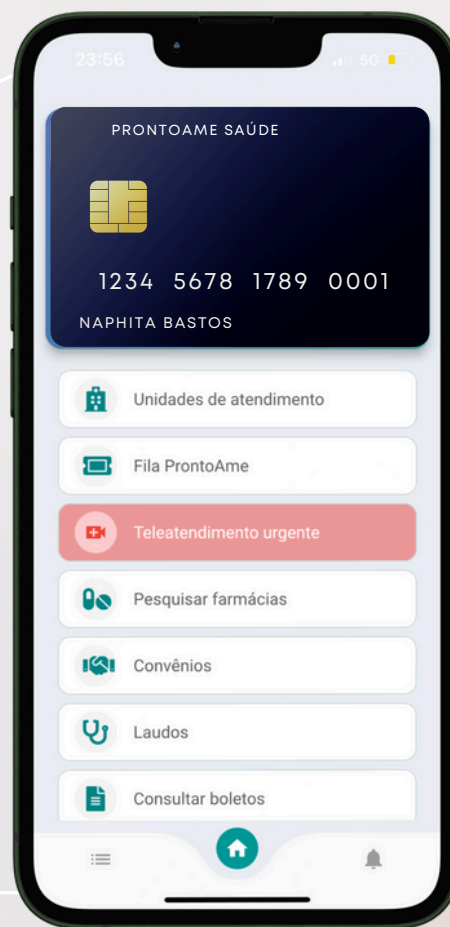 23:56
5G
PRONTOAME SAÚDE
1234 5678 1789 0001
NAPHITA BASTOS
Unidades de atendimento
Fila ProntoAme
Teleatendimento urgente
Pesquisar farmácias
Convênios
Laudos
Consultar boletos